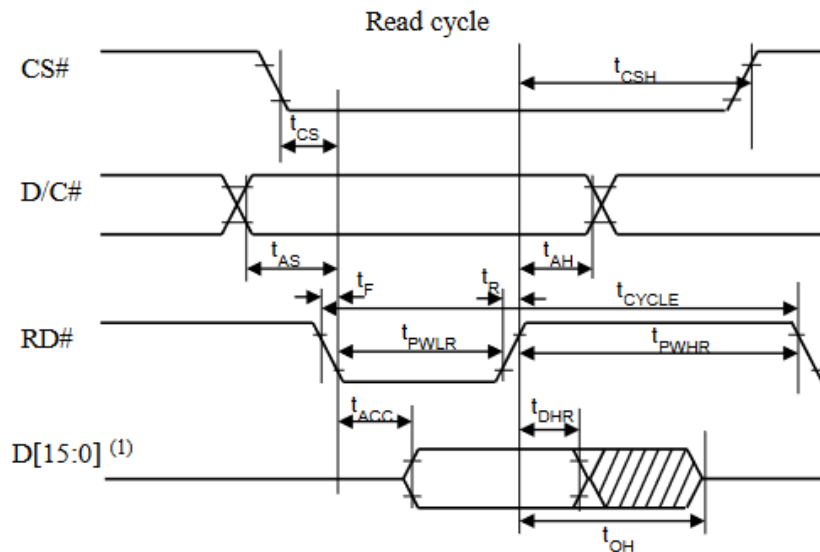 Read cycle
CS#
tCSH
tCS
D/C#
tAS
tAH
tF
tR
tCYCLE
RD#
tPWLR
tPWHR
tACC
tDHR
D[15:0] (1)
tOH